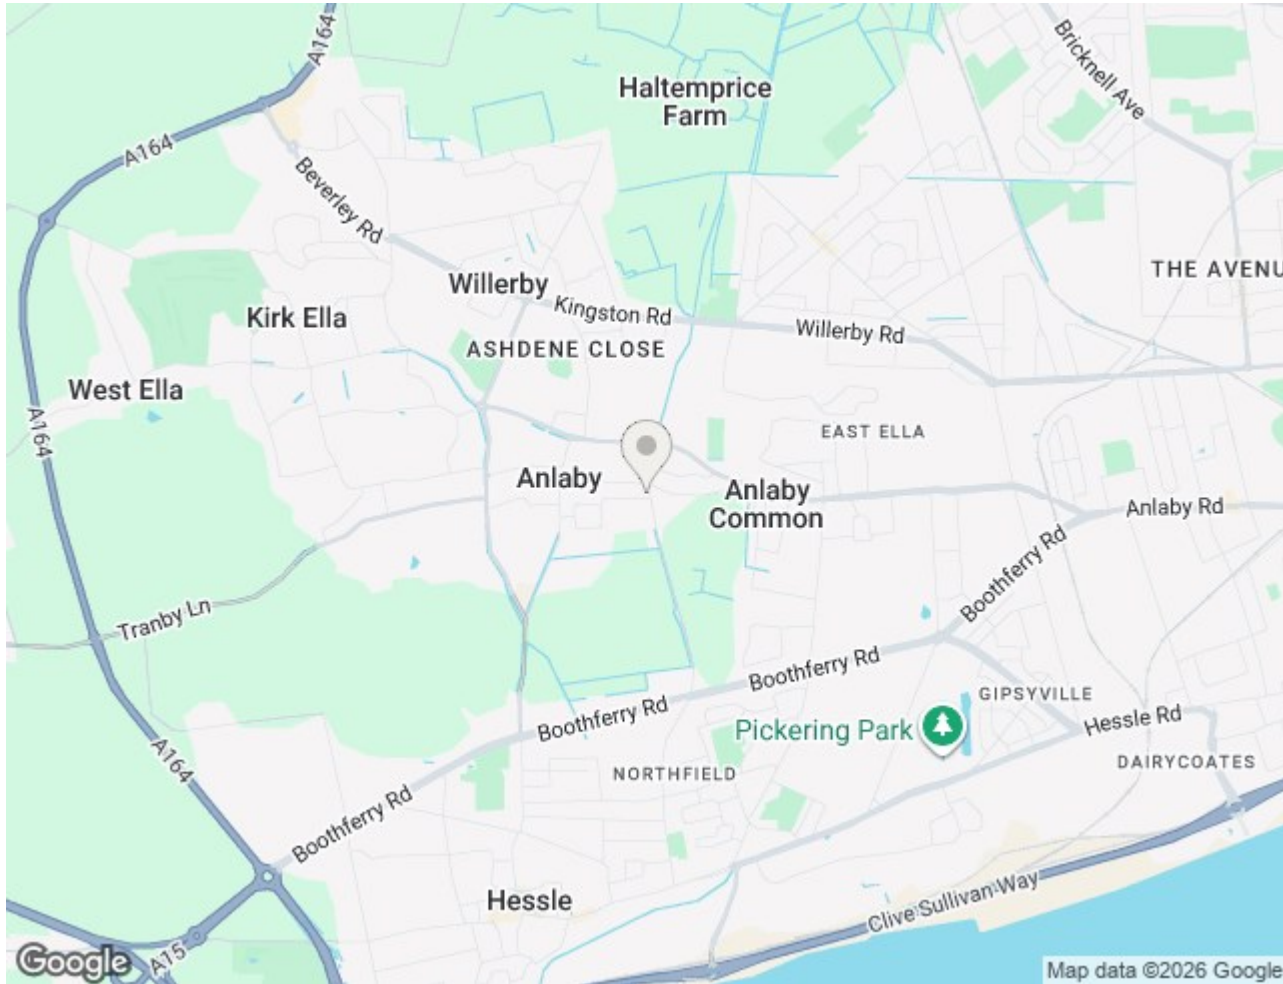 A164
Bricknell Ave
Haltemprice
Farm
A164
Beverley Rd
THE AVENU
Willerby
Kingston Rd
Kirk Ella
Willerby Rd
ASHDENE CLOSE
West Ella
A164
EAST ELLA
Anlaby
Anlaby
Common
Anlaby Rd
Boothferry Rd
Tranby Ln
Boothferry Rd
GIPSYVILLE
Boothferry Rd
Hessle Rd
Pickering Park
A164
NORTHFIELD
DAIRYCOATES
Boothferry Rd
Hessle
Clive Sullivan Way
A15
Google
Map data ©2026 Google